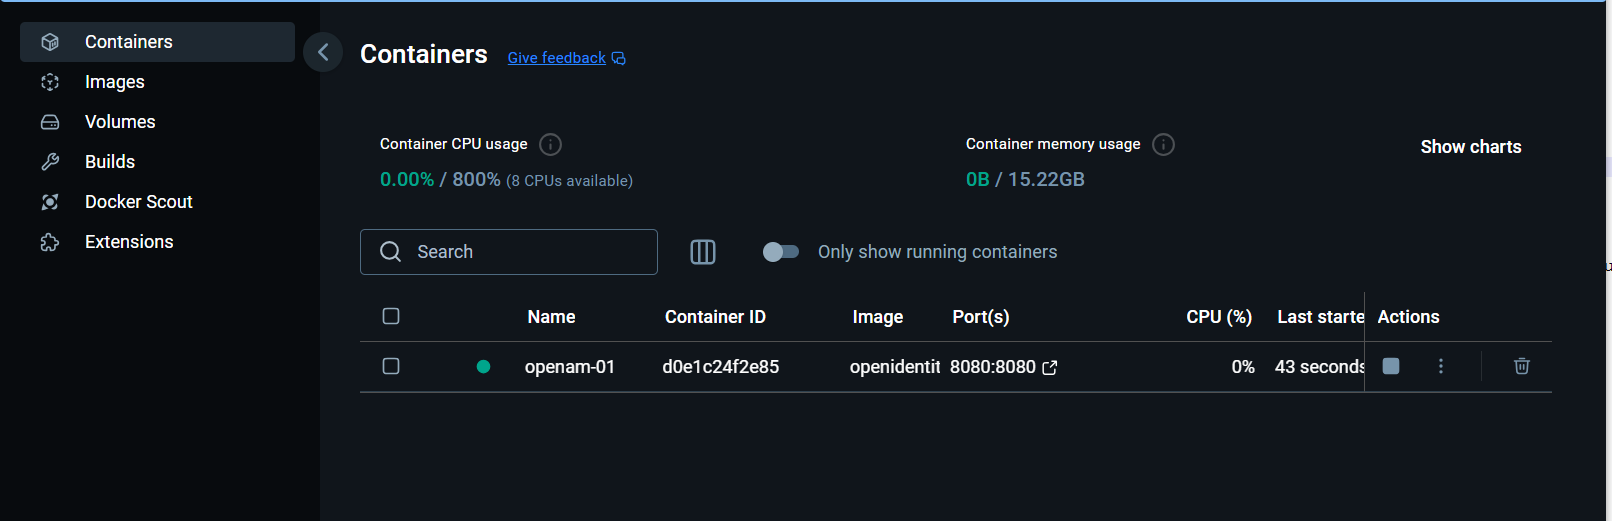 Containers
Images
Volumes
Builds
Docker Scout
Extensions
Containers Give feedback
Container CPU usage
0.00% / 800% (8 CPUs available)
Container memory usage
0B / 15.22GB
Show charts
Search
Only show running containers
Name Container ID Image Port(s) CPU (%) Last starte Actions
openam-01 d0e1c24f2e85 openidentit 8080:8080 0% 43 seconds